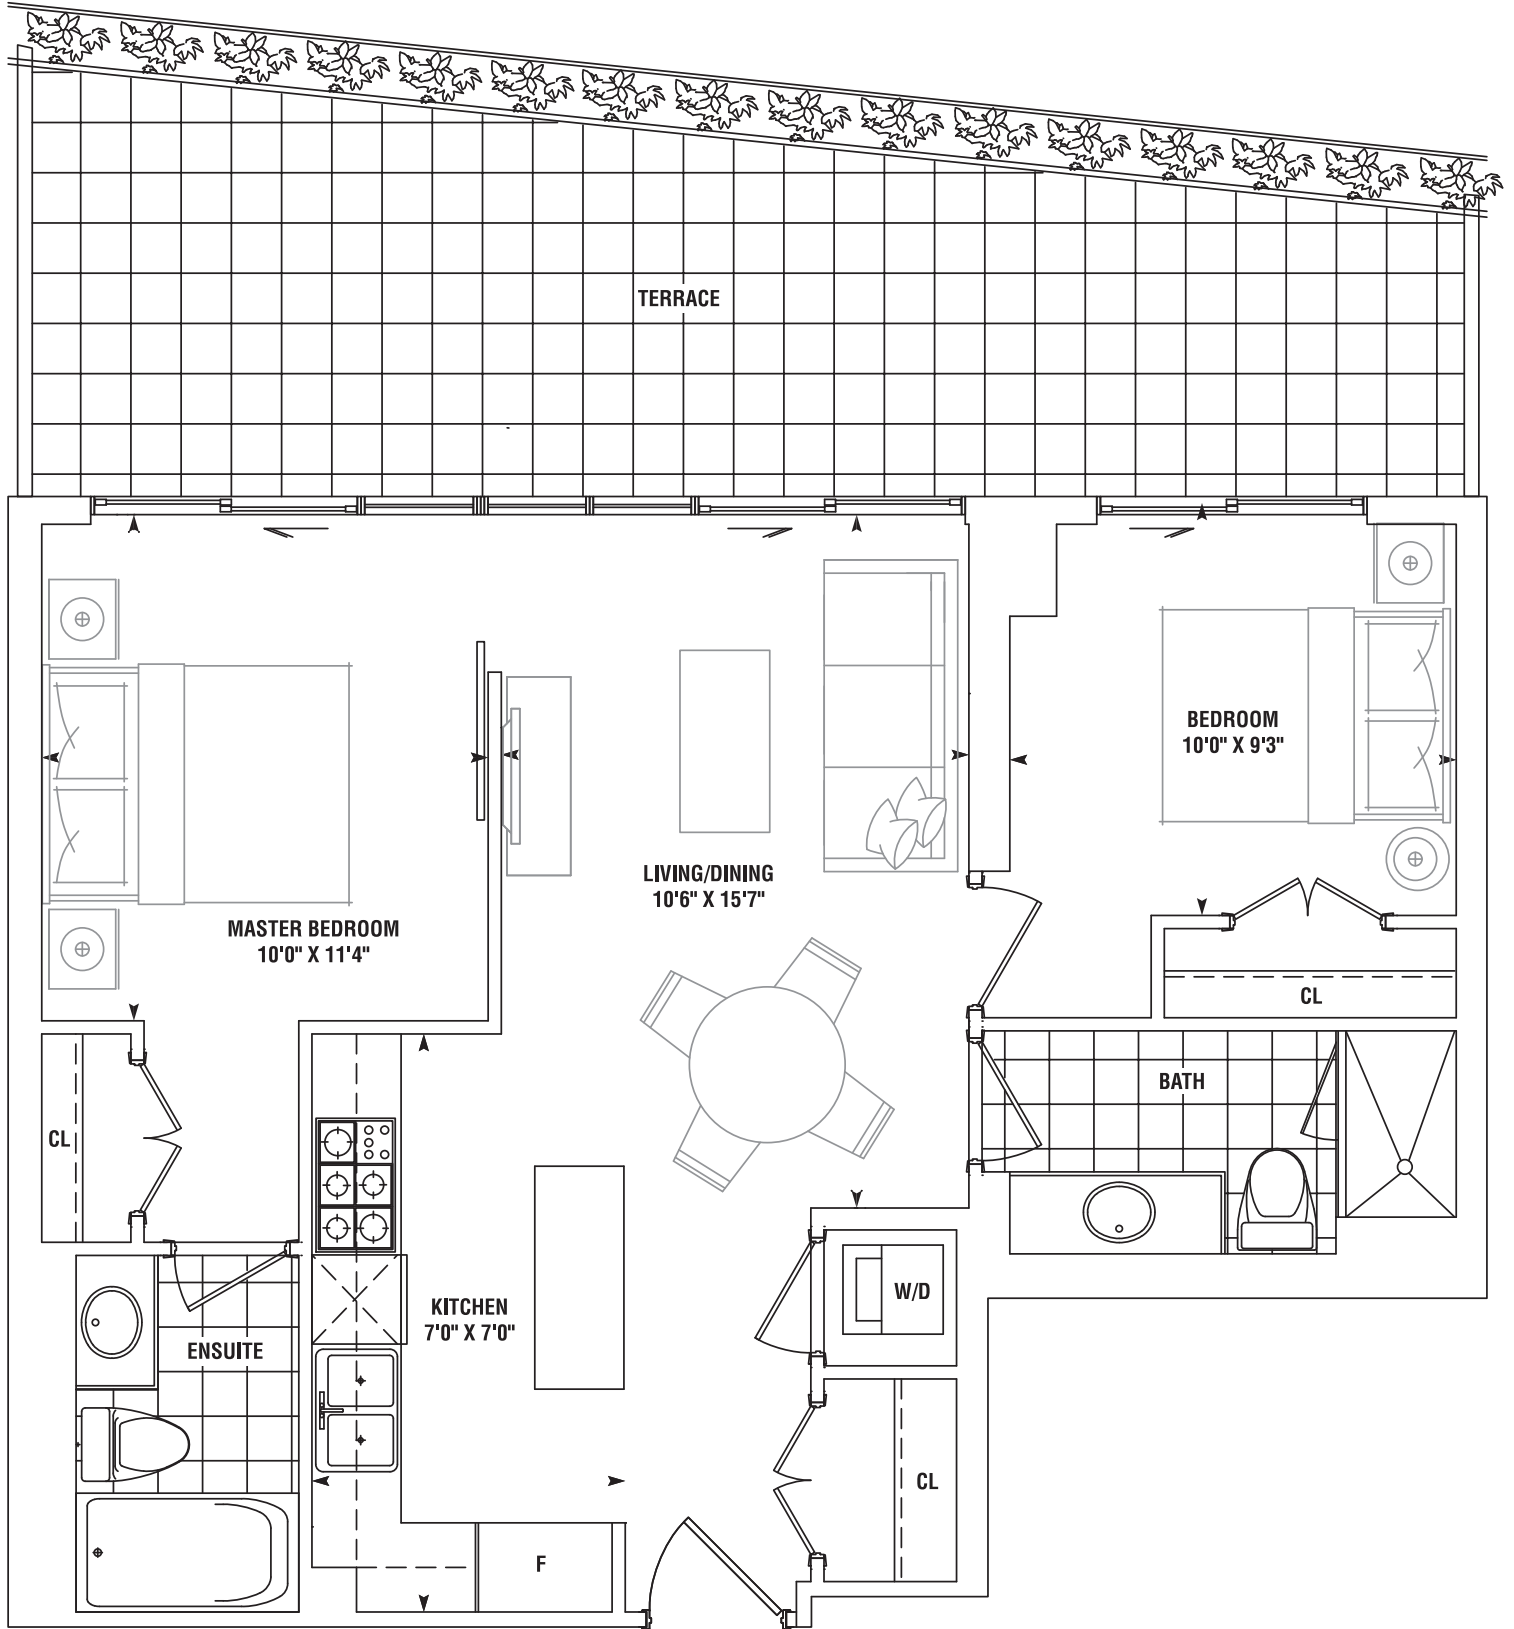 TERRACE
BEDROOM
10'0" X 9'3"
LIVING/DINING
10'6" X 15'7"
MASTER BEDROOM
10'0" X 11'4"
CL
BATH
CL
W/D
KITCHEN
7'0" X 7'0"
ENSUITE
CL
F